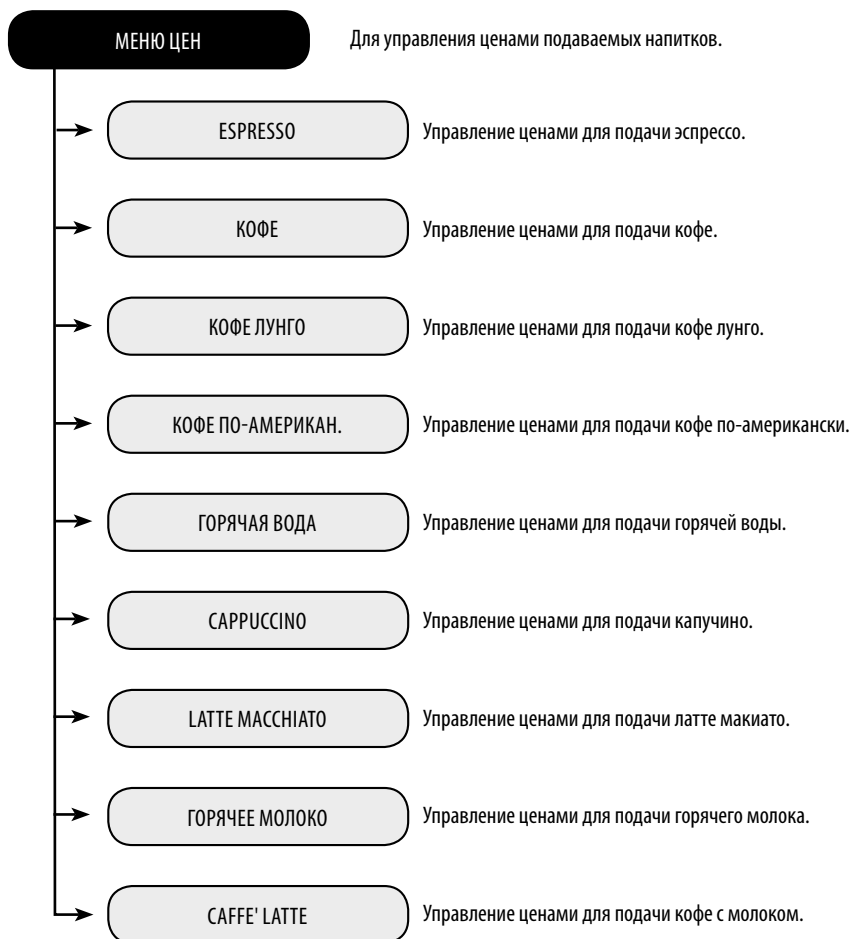 МЕНЮ ЦЕН
Для управления ценами подаваемых напитков.
ESPRESSO
Управление ценами для подачи эспрессо.
КОФЕ
Управление ценами для подачи кофе.
КОФЕ ЛУНГО
Управление ценами для подачи кофе лунго.
КОФЕ ПО-АМЕРИКАН.
Управление ценами для подачи кофе по-американски.
ГОРЯЧАЯ ВОДА
Управление ценами для подачи горячей воды.
CAPPUCCINO
Управление ценами для подачи капучино.
LATTE MACCHIATO
Управление ценами для подачи латте макиато.
ГОРЯЧЕЕ МОЛОКО
Управление ценами для подачи горячего молока.
CAFFE' LATTE
Управление ценами для подачи кофе с молоком.